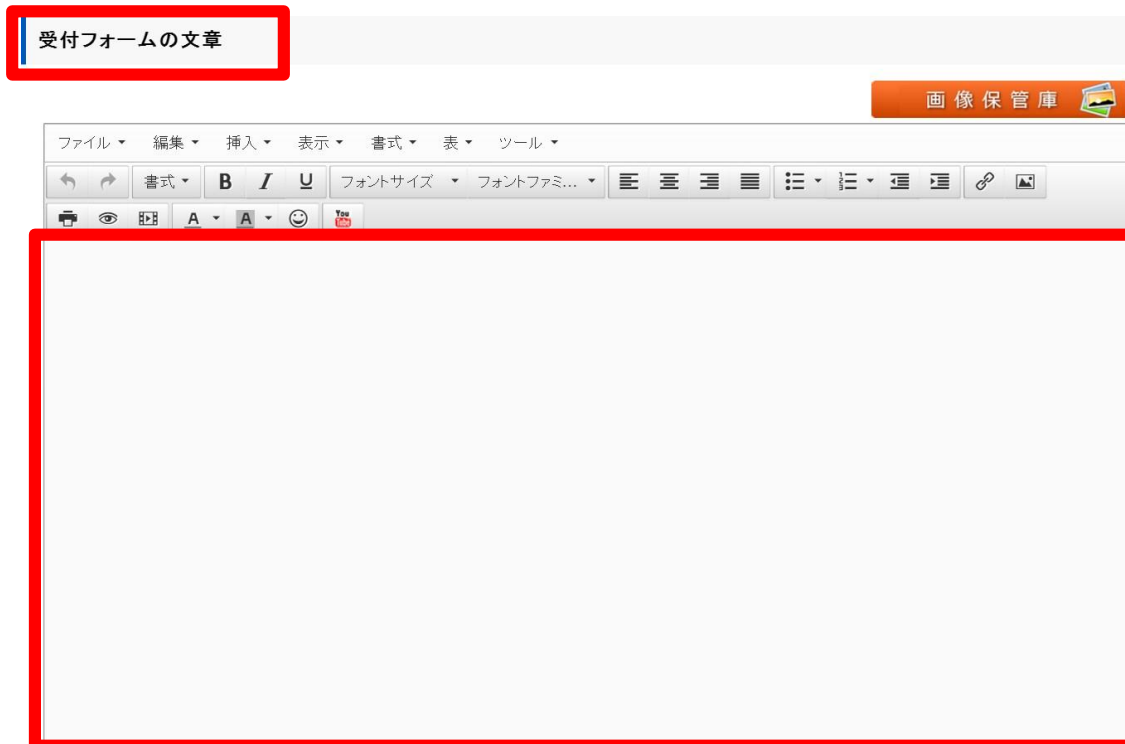 受付フォームの文章
画像保管庫
ファイル 編集 挿入 表示 書式 表 ツール
書式 B I U フォントサイズ フォントファミ...
A A You Tube